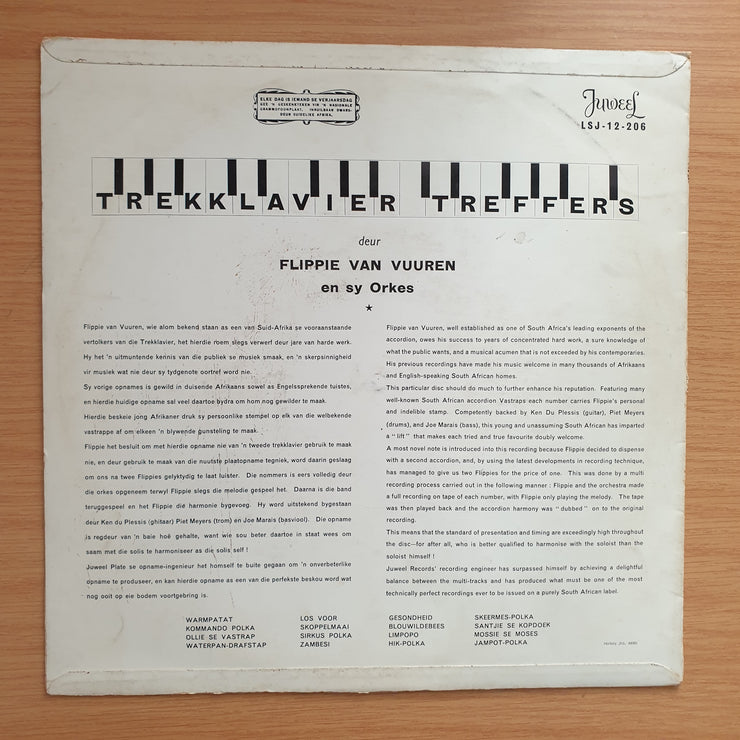 ELKE DAG IS IEMAND SE VERJAARSDAG
GEE 'N GESKENKBEWYS VIR 'N NASIONALE
GRAMMOFOONPLAAT. INRUILBAAR DWARS-
DEUR SUIDELIKE AFRIKA.
Juweel
LSJ-12-206
TREKKLAVIER TREFFERS
deur
FLIPPIE VAN VUUREN
en sy Orkes
Flippie van Vuuren, wie alom bekend staan as een van Suid-Afrika se vooraanstaande
vertolkers van die Trekklavier, het hierdie roem slegs verwerf deur jare van harde werk.
Hy het 'n uitmuntende kennis van die publiek se musiek smaak, en 'n skerpsinnigheid
vir musiek wat nie deur sy tydgenote oortref word nie.
Sy vorige opnames is gewild in duisende Afrikaans sowel as Engelssprekende tuistes,
en hierdie huidige opname sal veel daartoe bydra om hom nog gewilder te maak.
Hierdie beskeie jong Afrikaner druk sy persoonlike stempel op elk van die welbekende
vastrappe af om elkeen 'n blywende gunsteling te maak.
Flippie het besluit om met hierdie opname nie van 'n tweede trekklavier gebruik te maak
nie, en deur gebruik te maak van die nuutste plaatopname tegniek, word daarin geslaag
om ons na twee Flippies gelyktydig te laat luister. Die nommers is eers volledig deur
die orkes opgeneem terwyl Flippie slegs die melodie gespeel het. Daarna is die band
teruggespeel en het Flippie die harmonie bygevoeg. Hy word uitstekend bygestaan
deur Ken du Plessis (ghitaar) Piet Meyers (trom) en Joe Marais (basviool). Die opname
is regdeur van 'n baie hoë gehalte, want wie sou beter daartoe in staat wees om
saam met die solis te harmoniseer as die solis self !
Juweel Plate se opname-ingenieur het homself te buite gegaan om 'n onverbeterlike
opname te produseer, en kan hierdie opname as een van die perfekste beskou word wat
nog ooit op eie bodem voortgebring is.
Flippie van Vuuren, well established as one of South Africa's leading exponents of the
accordion, owes his success to years of concentrated hard work, a sure knowledge of
what the public wants, and a musical acumen that is not exceeded by his contemporaries.
His previous recordings have made his music welcome in many thousands of Afrikaans
and English-speaking South African homes.
This particular disc should do much to further enhance his reputation. Featuring many
well-known South African accordion Vastraps each number carries Flippie's personal
and indelible stamp. Competently backed by Ken Du Plessis (guitar), Piet Meyers
(drums), and Joe Marais (bass), this young and unassuming South African has imparted
a "lift" that makes each tried and true favourite doubly welcome.
A most novel note is introduced into this recording because Flippie decided to dispense
with a second accordion, and, by using the latest developments in recording technique,
has managed to give us two Flippies for the price of one. This was done by a multi
recording process carried out in the following manner : Flippie and the orchestra made
a full recording on tape of each number, with Flippie only playing the melody. The tape
was then played back and the accordion harmony was "dubbed" on to the original
recording.
This means that the standard of presentation and timing are exceedingly high throughout
the disc—for after all, who is better qualified to harmonise with the soloist than the
soloist himself !
Juweel Records' recording engineer has surpassed himself by achieving a delightful
balance between the multi-tracks and has produced what must be one of the most
technically perfect recordings ever to be issued on a purely South African label.
WARMPATAT LOS VOOR GESONDHEID SKEERMES-POLKA
KOMMANDO POLKA SKOPPELMAAI BLOUWILDEBEES SANTJIE SE KOPDOEK
OLLIE SE VASTRAP SIRKUS POLKA LIMPOPO MOSSIE SE MOSES
WATERPAN-DRAFSTAP ZAMBESI HIK-POLKA JAMPOT-POLKA